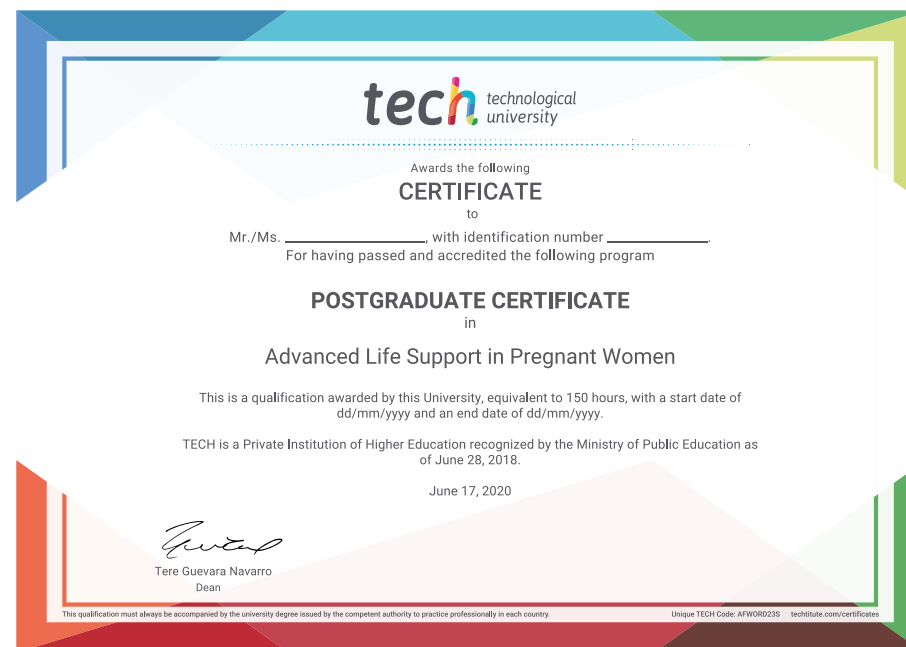 tech technological
university
Awards the following
CERTIFICATE
to
Mr./Ms. ____________________, with identification number ______________.
For having passed and accredited the following program
POSTGRADUATE CERTIFICATE
in
Advanced Life Support in Pregnant Women
This is a qualification awarded by this University, equivalent to 150 hours, with a start date of
dd/mm/yyyy and an end date of dd/mm/yyyy.
TECH is a Private Institution of Higher Education recognized by the Ministry of Public Education as
of June 28, 2018.
June 17, 2020
Tere Guevara Navarro
Dean
This qualification must always be accompanied by the university degree issued by the competent authority to practice professionally in each country.
Unique TECH Code: AFWORD23S techtitute.com/certificates